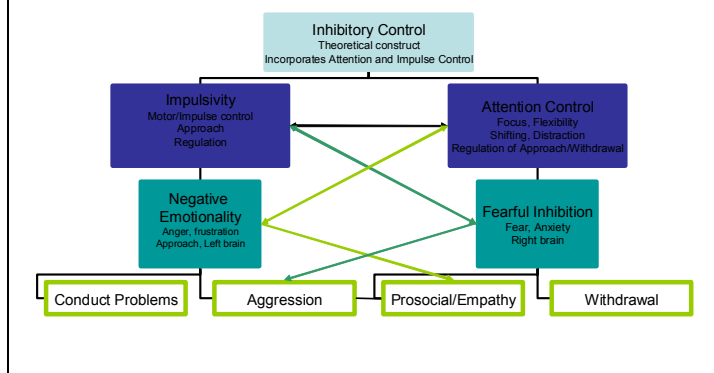 Inhibitory Control
Theoretical construct
Incorporates Attention and Impulse Control
Impulsivity
Motor/Impulse control
Approach
Regulation
Attention Control
Focus, Flexibility
Shifting, Distraction
Regulation of Approach/Withdrawal
Negative
Emotionality
Anger, frustration
Approach, Left brain
Fearful Inhibition
Fear, Anxiety
Right brain
Conduct Problems
Aggression
Prosocial/Empathy
Withdrawal